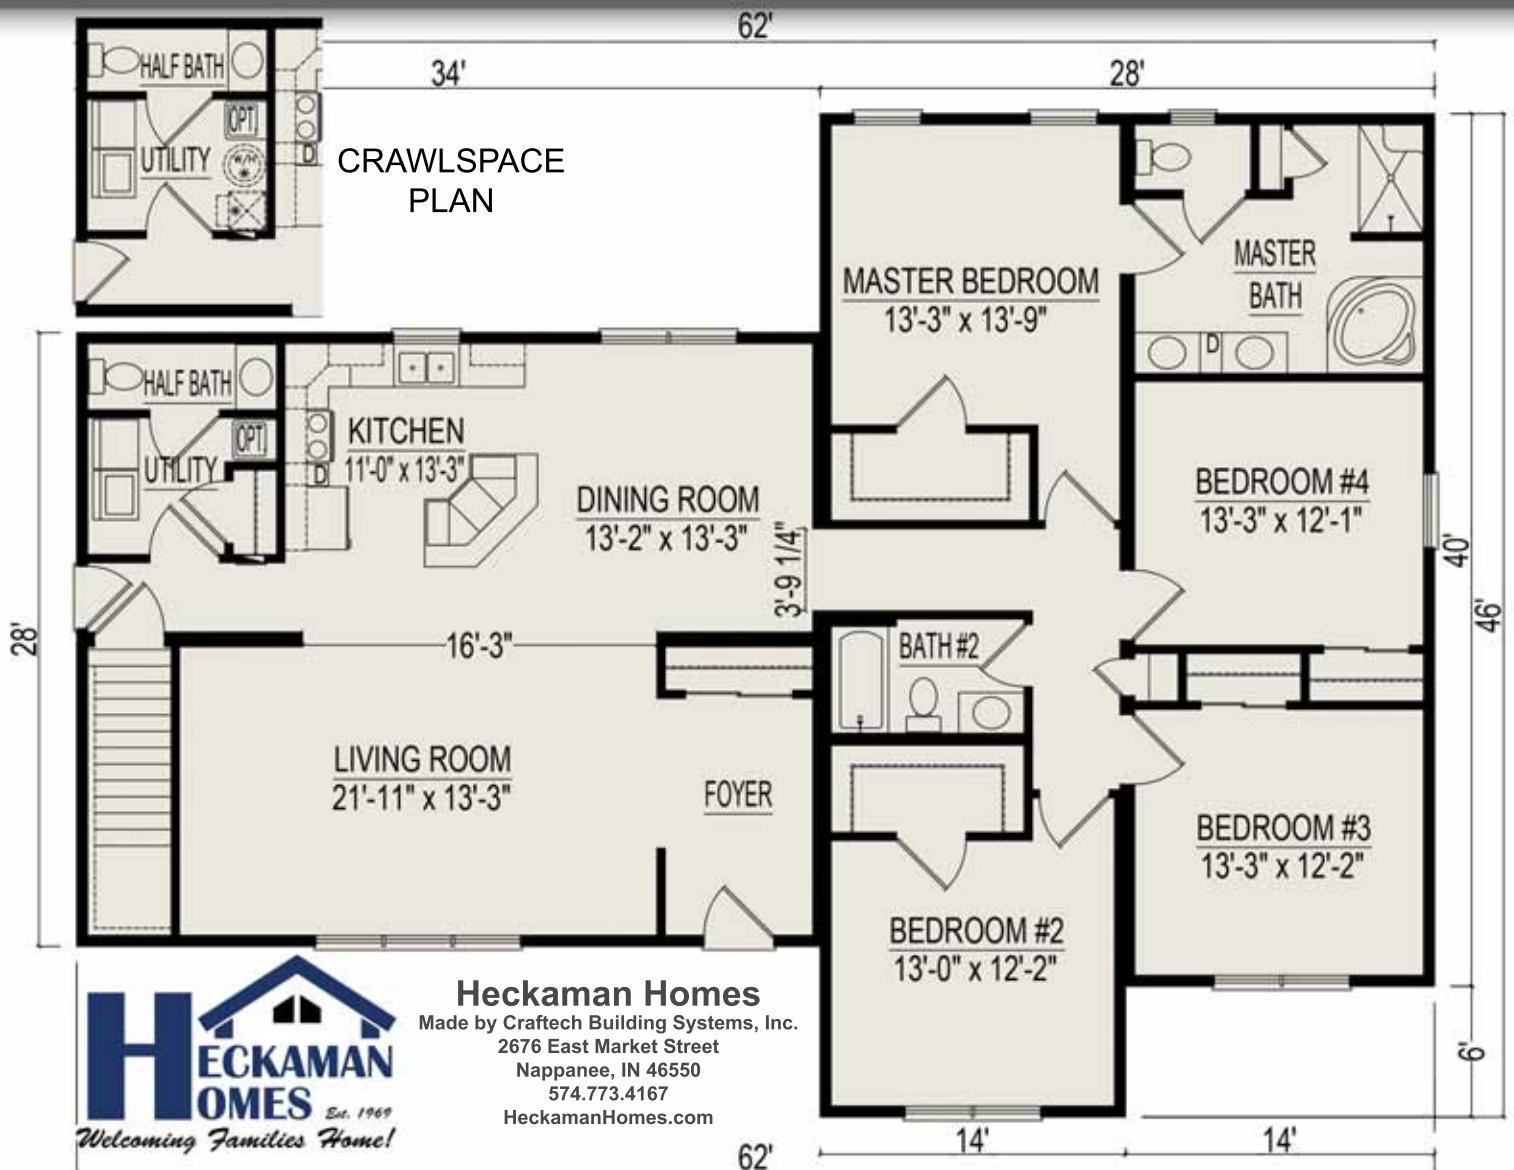 62'
34'
28'
HALF BATH
OPT.
UTILITY
W/H
D
CRAWLSPACE
PLAN
MASTER BEDROOM
13'-3" x 13'-9"
MASTER
BATH
D
HALF BATH
OPT.
UTILITY
KITCHEN
11'-0" x 13'-3"
D
DINING ROOM
13'-2" x 13'-3"
3'-9 1/4"
BEDROOM #4
13'-3" x 12'-1"
40'
46'
28'
16'-3"
BATH #2
LIVING ROOM
21'-11" x 13'-3"
FOYER
BEDROOM #3
13'-3" x 12'-2"
BEDROOM #2
13'-0" x 12'-2"
6'
HECKAMAN
HOMES
Est. 1969
Welcoming Families Home!
Heckaman Homes
Made by Craftech Building Systems, Inc.
2676 East Market Street
Nappanee, IN 46550
574.773.4167
HeckamanHomes.com
14'
14'
62'